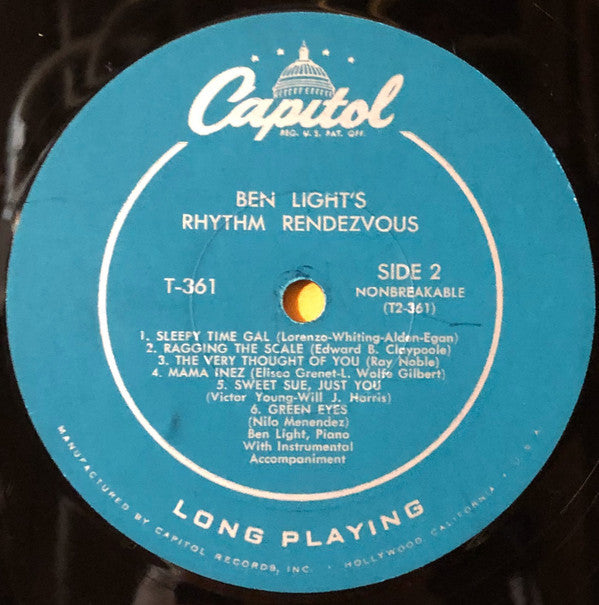 Capitol
REG. U. S. PAT. OFF.
BEN LIGHT'S
RHYTHM RENDEZVOUS
T-361
SIDE 2
NONBREAKABLE
(T2-361)
1. SLEEPY TIME GAL (Lorenzo-Whiting-Alden-Egan)
2. RAGGING THE SCALE (Edward B. Claypoole)
3. THE VERY THOUGHT OF YOU (Ray Noble)
4. MAMA INEZ (Elisco Grenet-L. Wolfe Gilbert)
5. SWEET SUE, JUST YOU
(Victor Young-Will J. Harris)
6. GREEN EYES
(Nilo Menendez)
Ben Light, Piano
With Instrumental
Accompaniment
LONG PLAYING
MANUFACTURED BY CAPITOL RECORDS, INC. • HOLLYWOOD, CALIFORNIA • U.S.A.